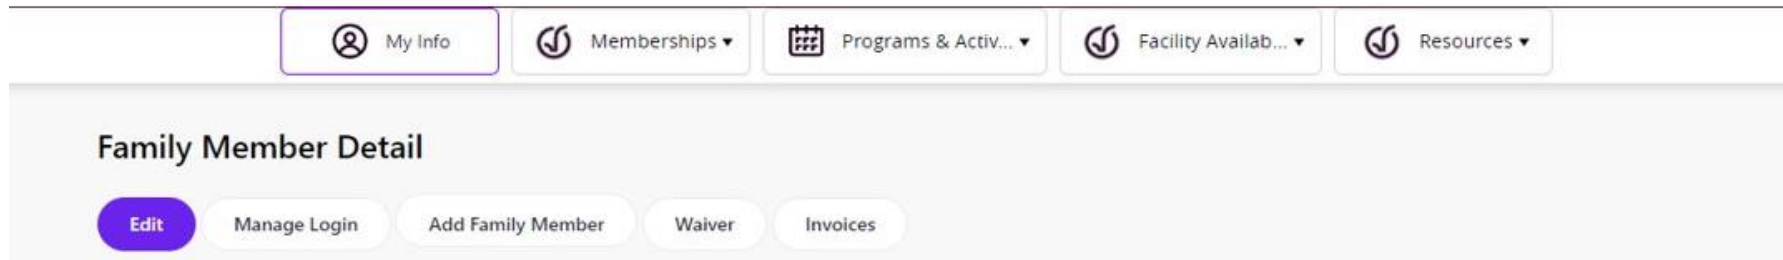 My Info Memberships Programs & Activ... Facility Availab... Resources
Family Member Detail
Edit Manage Login Add Family Member Waiver Invoices